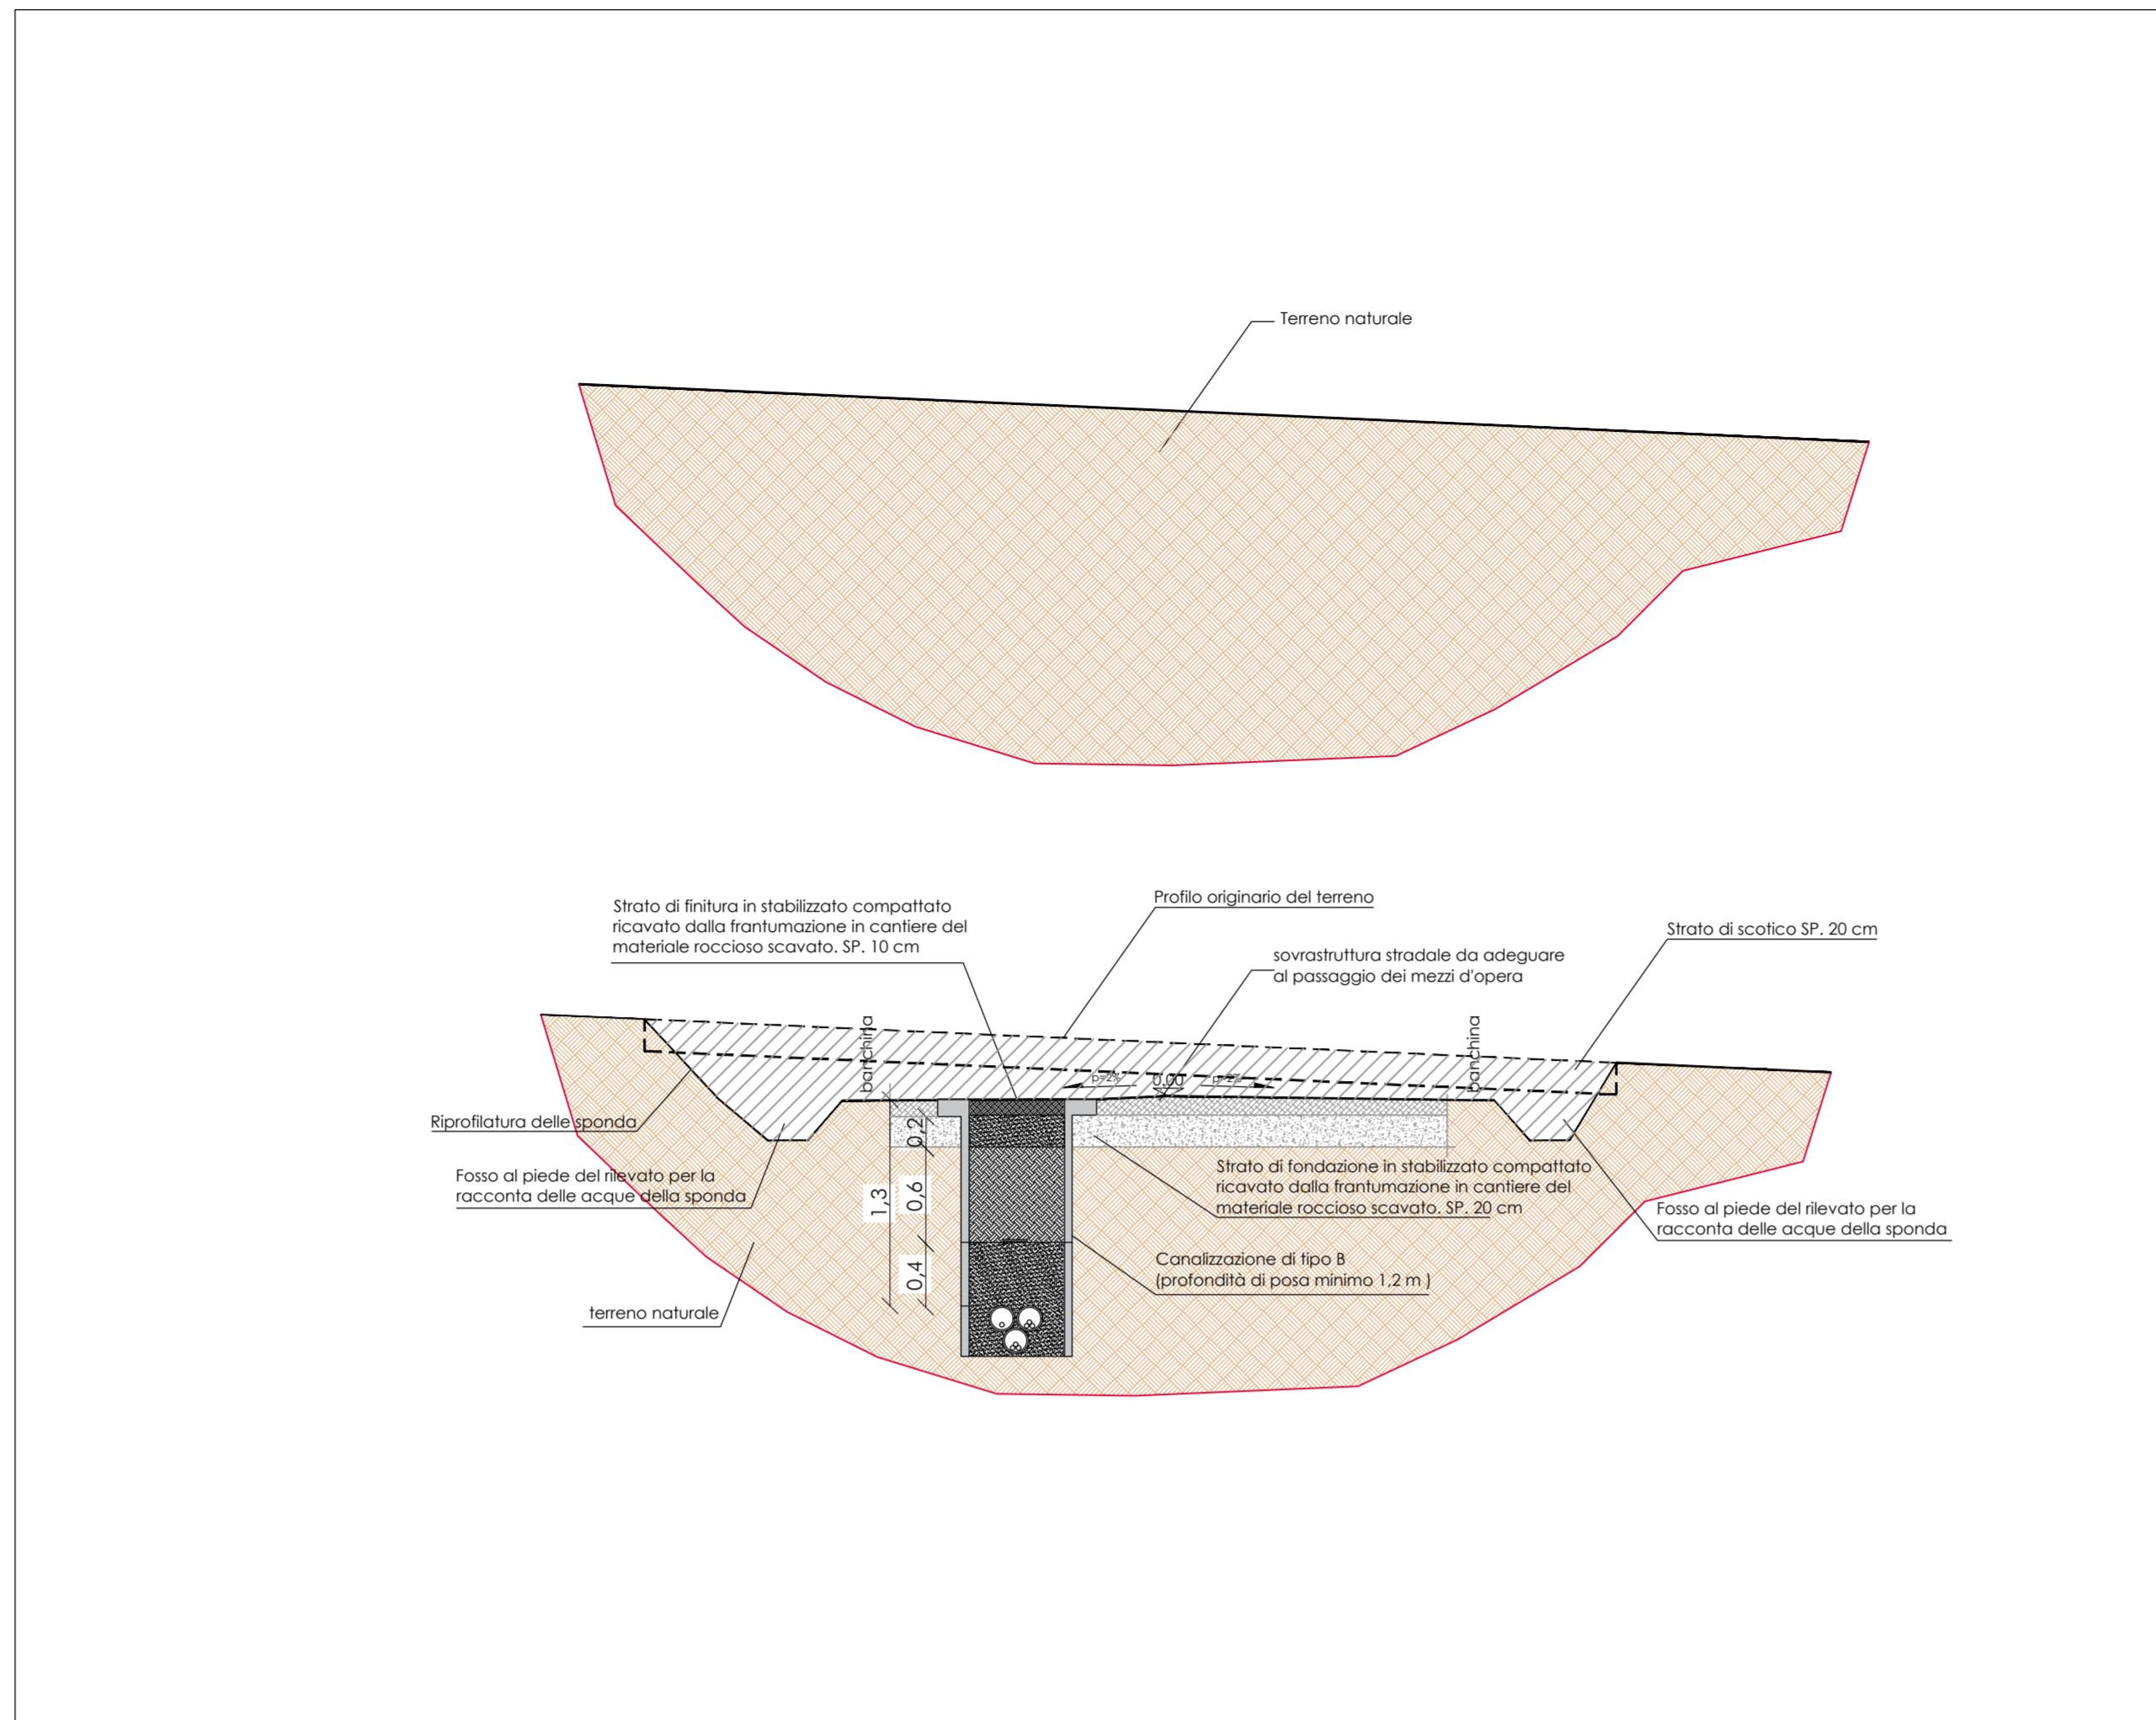 Terreno naturale
Profilo originario del terreno
Strato di finitura in stabilizzato compattato
ricavato dalla frantumazione in cantiere del
materiale roccioso scavato. SP. 10 cm
Strato di scotico SP. 20 cm
sovrastruttura stradale da adeguare
al passaggio dei mezzi d'opera
banchina
banchina
p=2%
0.00
p=2%
Riprofilatura delle sponda
0,2
Fosso al piede del rilevato per la
racconta delle acque della sponda
1,3
0,6
0,4
Strato di fondazione in stabilizzato compattato
ricavato dalla frantumazione in cantiere del
materiale roccioso scavato. SP. 20 cm
Fosso al piede del rilevato per la
racconta delle acque della sponda
Canalizzazione di tipo B
(profondità di posa minimo 1,2 m )
terreno naturale